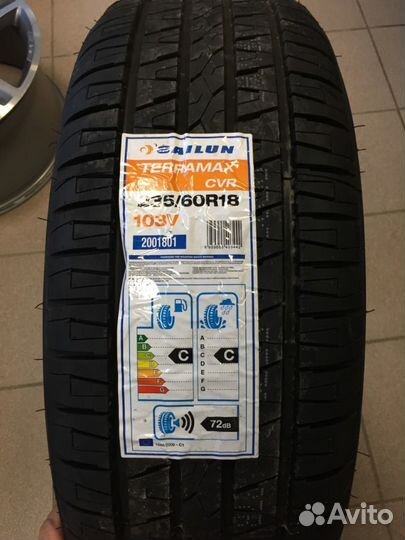 SAILUN
TERRAMAX
CVR
235/60R18
103V
2001801
A
B
C
D
E
F
G
C
A
B
C
D
E
F
G
C
72dB
Avito